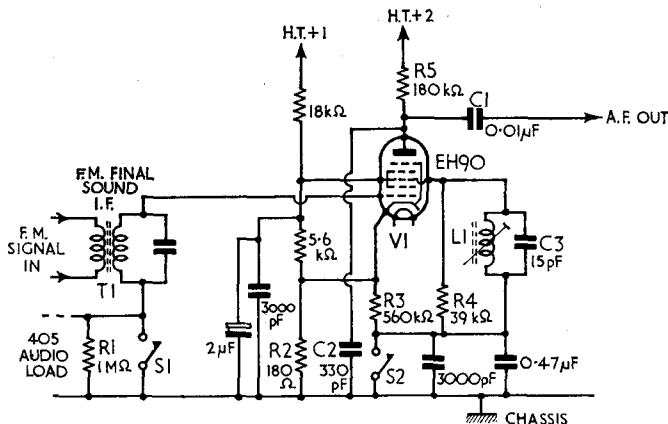 H.T.+1
H.T.+2
18kΩ
R5
180kΩ
C1
0·01μF
A.F. OUT
EH90
F.M. FINAL
SOUND
I.F.
F.M.
SIGNAL
IN
T1
5·6
kΩ
V1
L1
C3
15pF
3000
pF
2μF
R3
560kΩ
R4
39kΩ
405
AUDIO
LOAD
R1
1MΩ
S1
R2
180
Ω
C2
330
pF
S2
3000pF
0·47μF
CHASSIS